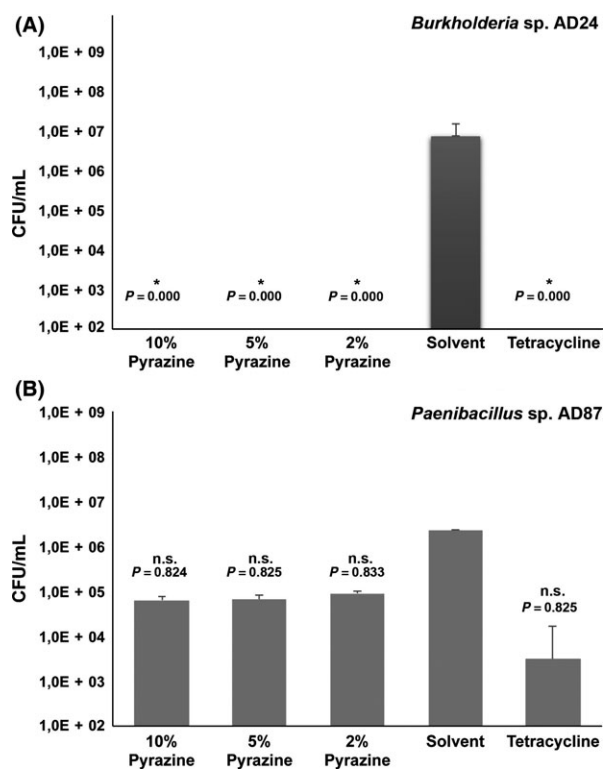 (A)
Burkholderia sp. AD24
1,0E + 09
1,0E + 08
1,0E + 07
1,0E + 06
1,0E + 05
1,0E + 04
1,0E + 03
1,0E + 02
CFU/mL
* * * *
P = 0.000 P = 0.000 P = 0.000 P = 0.000
10% 5% 2% Solvent Tetracycline
Pyrazine Pyrazine Pyrazine
(B)
Paenibacillus sp. AD87
1,0E + 09
1,0E + 08
1,0E + 07
1,0E + 06
1,0E + 05
1,0E + 04
1,0E + 03
1,0E + 02
CFU/mL
n.s. n.s. n.s. n.s.
P = 0.824 P = 0.825 P = 0.833 P = 0.825
10% 5% 2% Solvent Tetracycline
Pyrazine Pyrazine Pyrazine